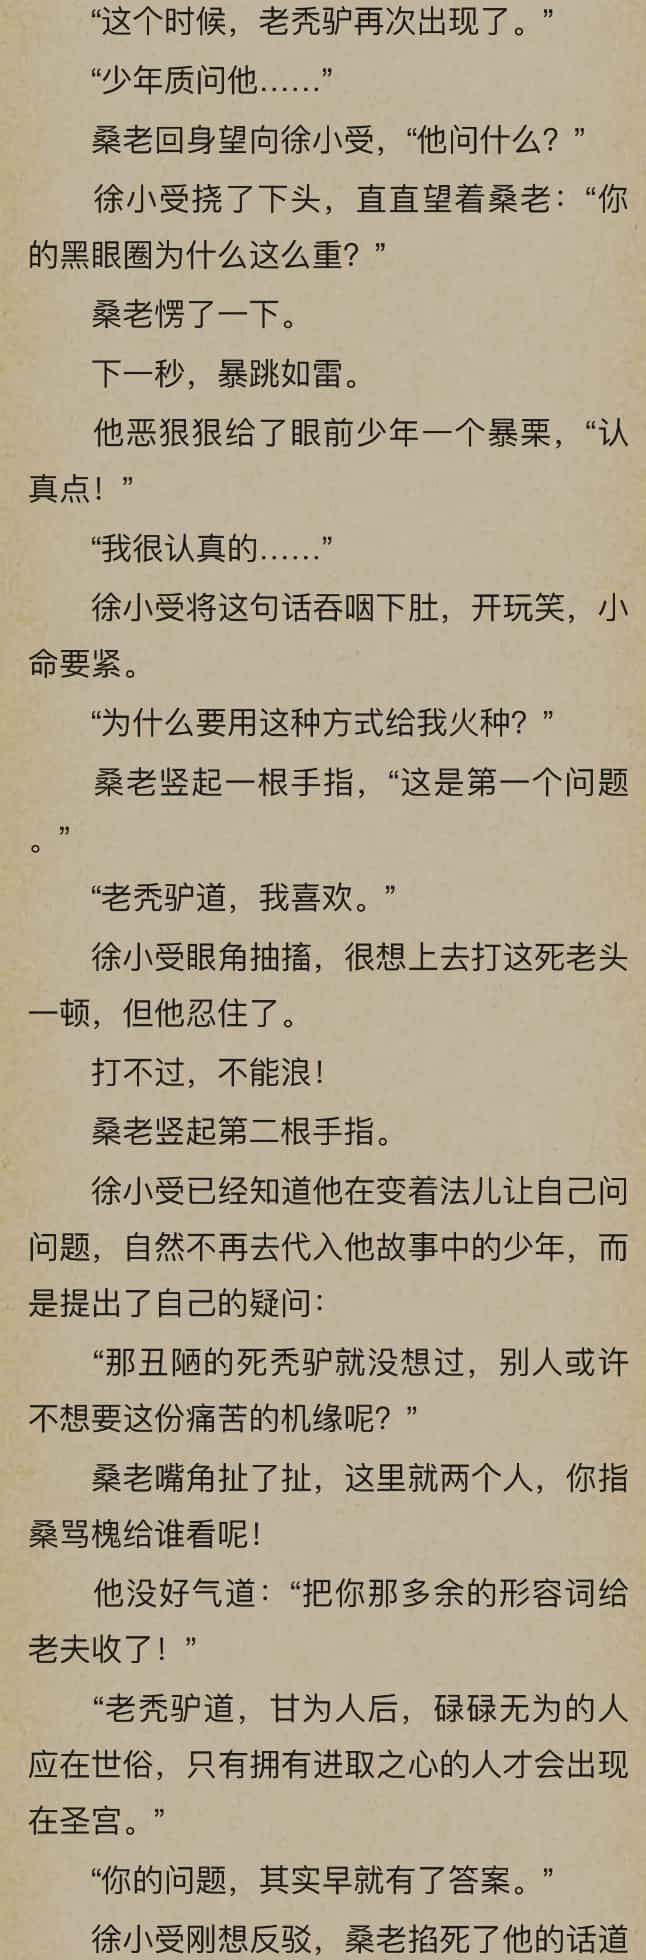 “这个时候，老秃驴再次出现了。”
“少年质问他……”
桑老回身望向徐小受，“他问什么？”
徐小受挠了下头，直直望着桑老：“你
的黑眼圈为什么这么重？”
桑老愣了一下。
下一秒，暴跳如雷。
他恶狠狠给了眼前少年一个暴栗，“认
真点！”
“我很认真的……”
徐小受将这句话吞咽下肚，开玩笑，小
命要紧。
“为什么要用这种方式给我火种？”
桑老竖起一根手指，“这是第一个问题
。”
“老秃驴道，我喜欢。”
徐小受眼角抽搐，很想上去打这死老头
一顿，但他忍住了。
打不过，不能浪！
桑老竖起第二根手指。
徐小受已经知道他在变着法儿让自己问
问题，自然不再去代入他故事中的少年，而
是提出了自己的疑问：
“那丑陋的死秃驴就没想过，别人或许
不想要这份痛苦的机缘呢？”
桑老嘴角扯了扯，这里就两个人，你指
桑骂槐给谁看呢！
他没好气道：“把你那多余的形容词给
老夫收了！”
“老秃驴道，甘为人后，碌碌无为的人
应在世俗，只有拥有进取之心的人才会出现
在圣宫。”
“你的问题，其实早就有了答案。”
徐小受刚想反驳，桑老掐死了他的话道